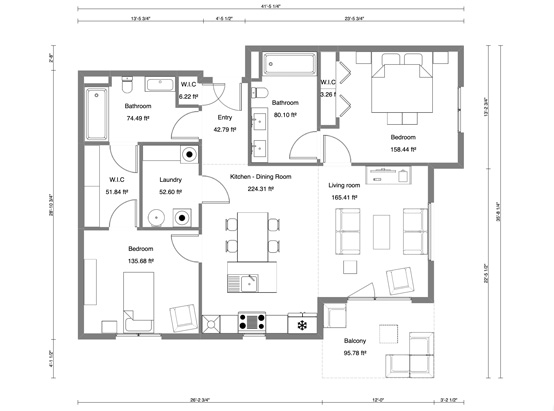 41'-5 1/4"
13'-5 3/4"
4'-5 1/2"
23'-5 3/4"
2'-8"
W.I.C
6.22 ft²
Bathroom
74.49 ft²
Entry
42.79 ft²
Bathroom
80.10 ft²
W.I.C
3.26 f
Bedroom
158.44 ft²
13'-2 3/4"
W.I.C
51.84 ft²
Laundry
52.60 ft²
Kitchen - Dining Room
224.31 ft²
Living room
165.41 ft²
28'-10 3/4"
35'-8 1/4"
Bedroom
135.68 ft²
22'-5 1/2"
Balcony
95.78 ft²
4'-1 1/2"
26'-2 3/4"
12'-0"
3'-2 1/2"